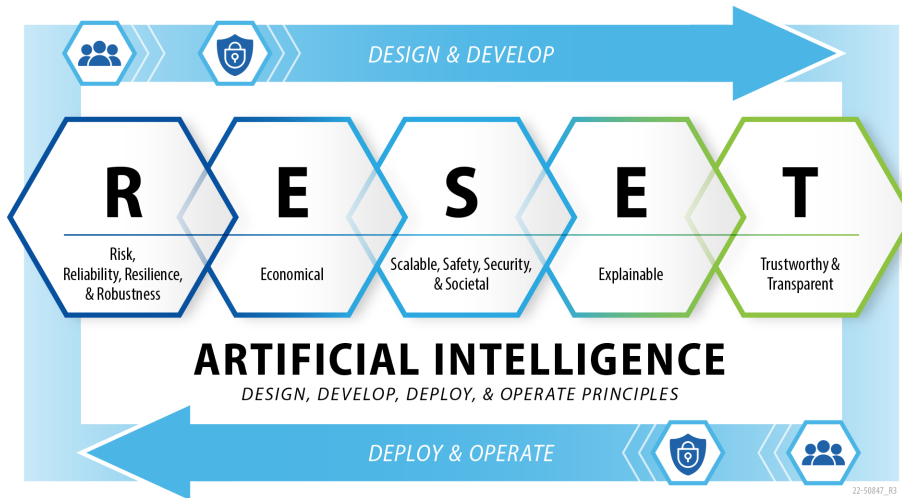 DESIGN & DEVELOP
R
Risk,
Reliability, Resilience,
& Robustness
E
Economical
S
Scalable, Safety, Security,
& Societal
E
Explainable
T
Trustworthy &
Transparent
ARTIFICIAL INTELLIGENCE
DESIGN, DEVELOP, DEPLOY, & OPERATE PRINCIPLES
DEPLOY & OPERATE
22-50847_R3